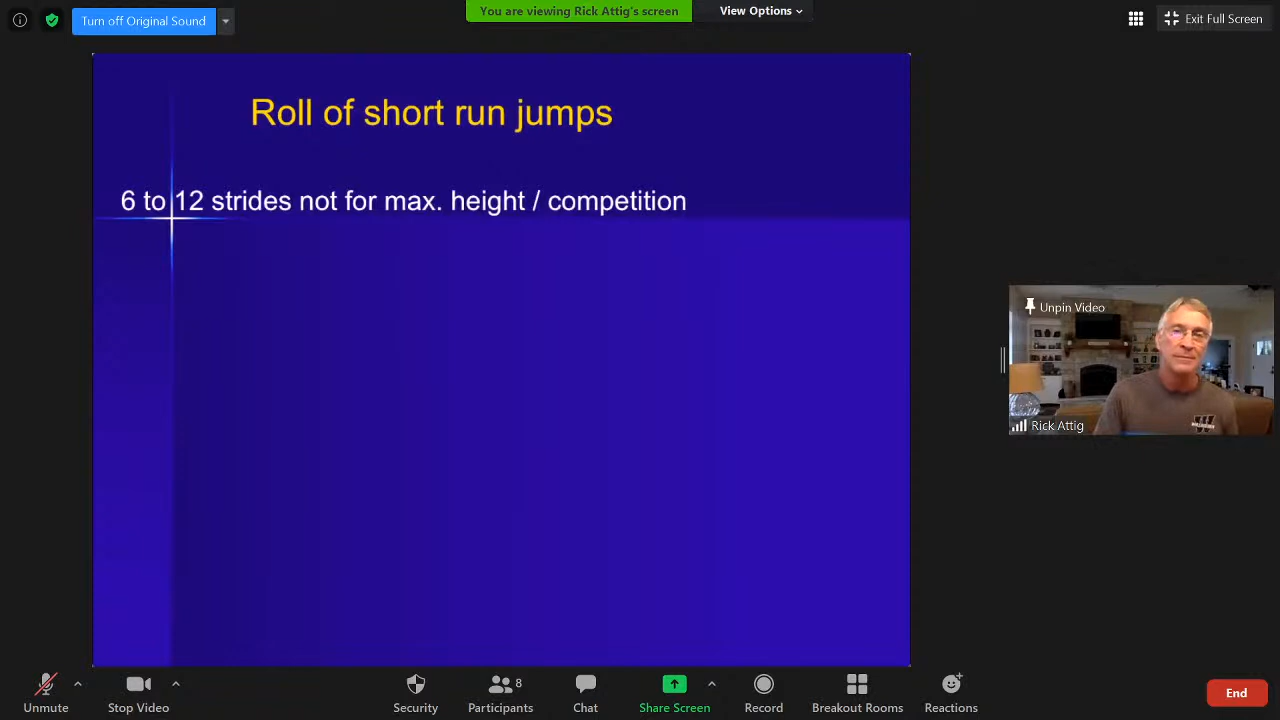 Turn off Original Sound
You are viewing Rick Attig's screen
View Options
Exit Full Screen
Roll of short run jumps
6 to 12 strides not for max. height / competition
Unpin Video
Rick Attig
Unmute
Stop Video
Security
Participants
8
Chat
Share Screen
Record
Breakout Rooms
Reactions
End